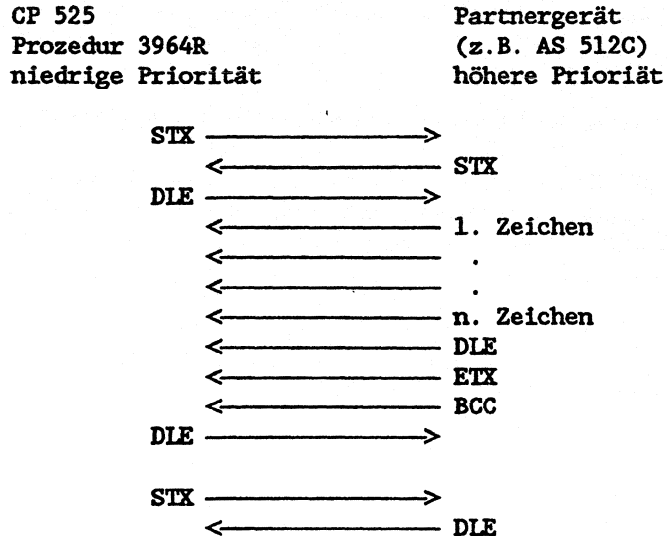 CP 525 Partnergerät
Prozedur 3964R (z.B. AS 512C)
niedrige Priorität höhere Prioriät
STX
STX
DLE
1. Zeichen
.
.
n. Zeichen
DLE
ETX
BCC
DLE
STX
DLE